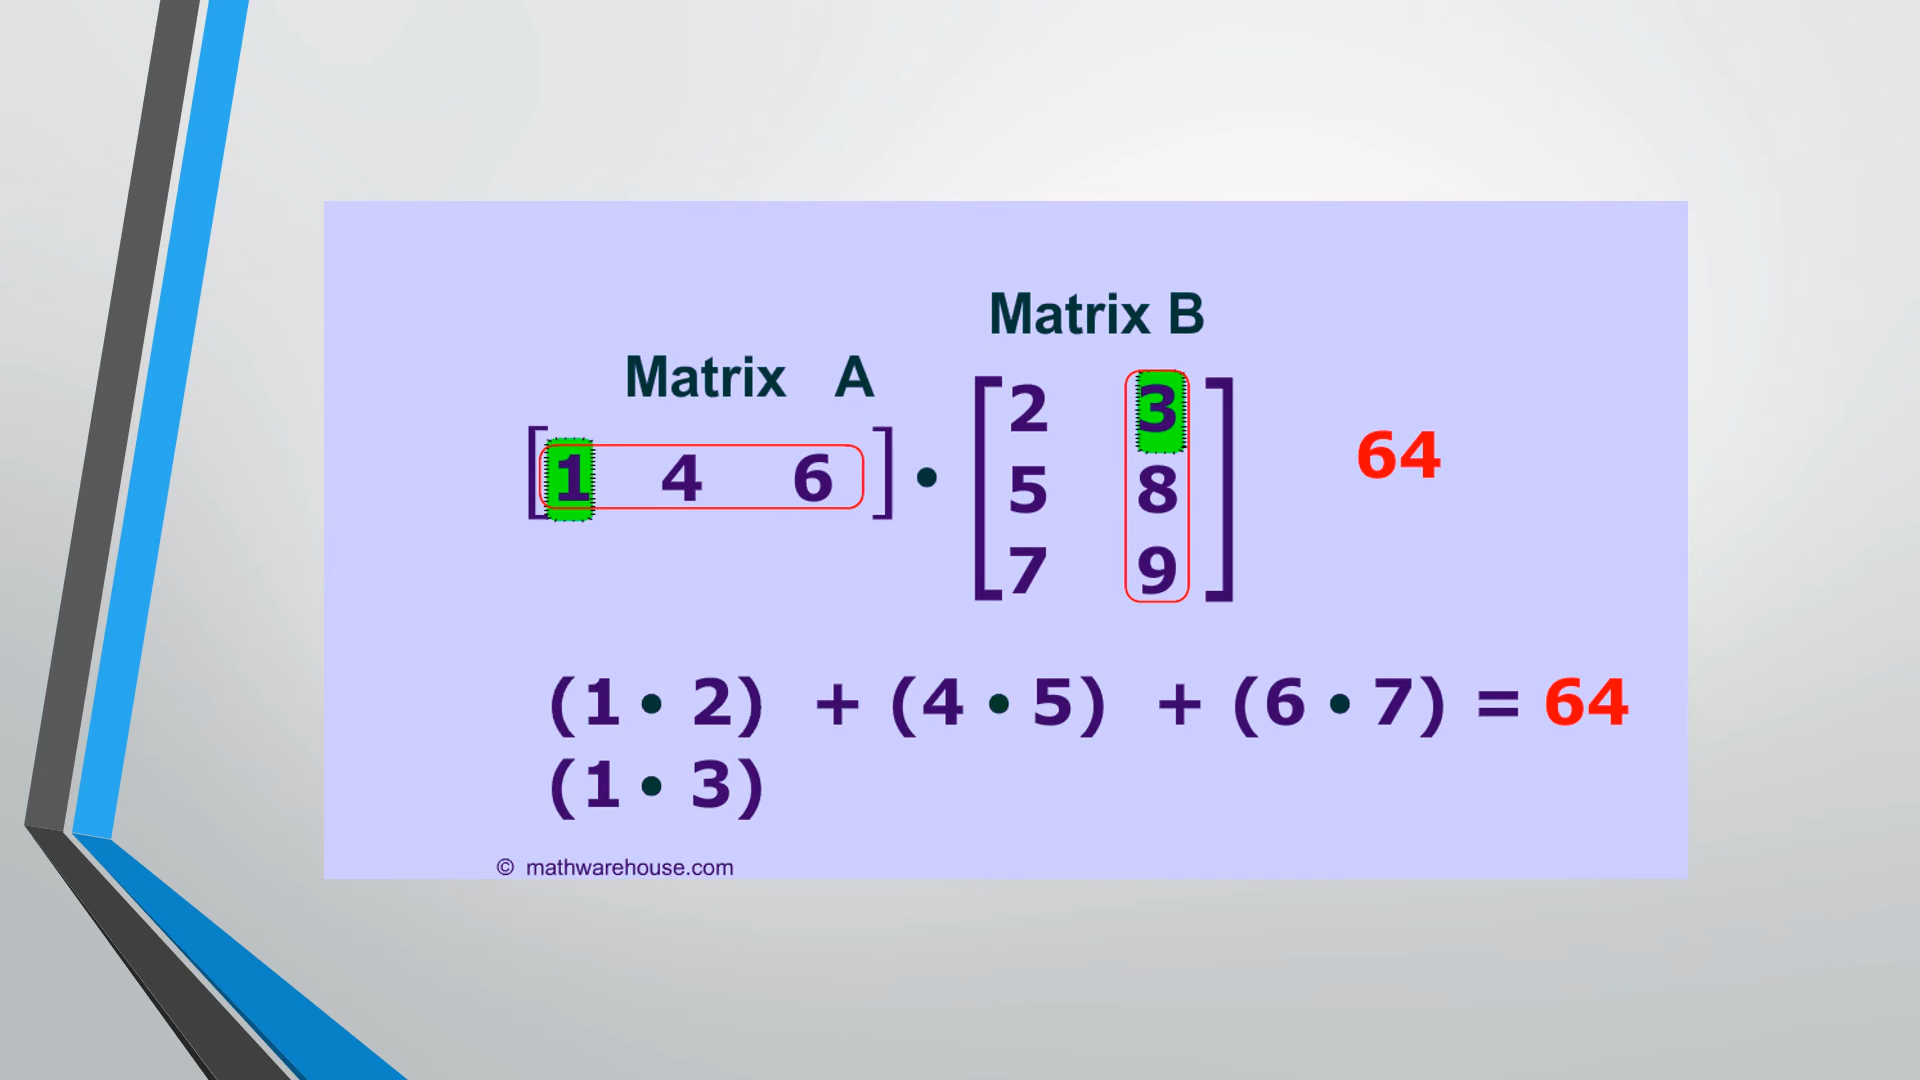 Matrix B
Matrix A
[ 1 4 6 ] • [ 2 3
5 8
7 9 ] 64
(1 • 2) + (4 • 5) + (6 • 7) = 64
(1 • 3)
© mathwarehouse.com